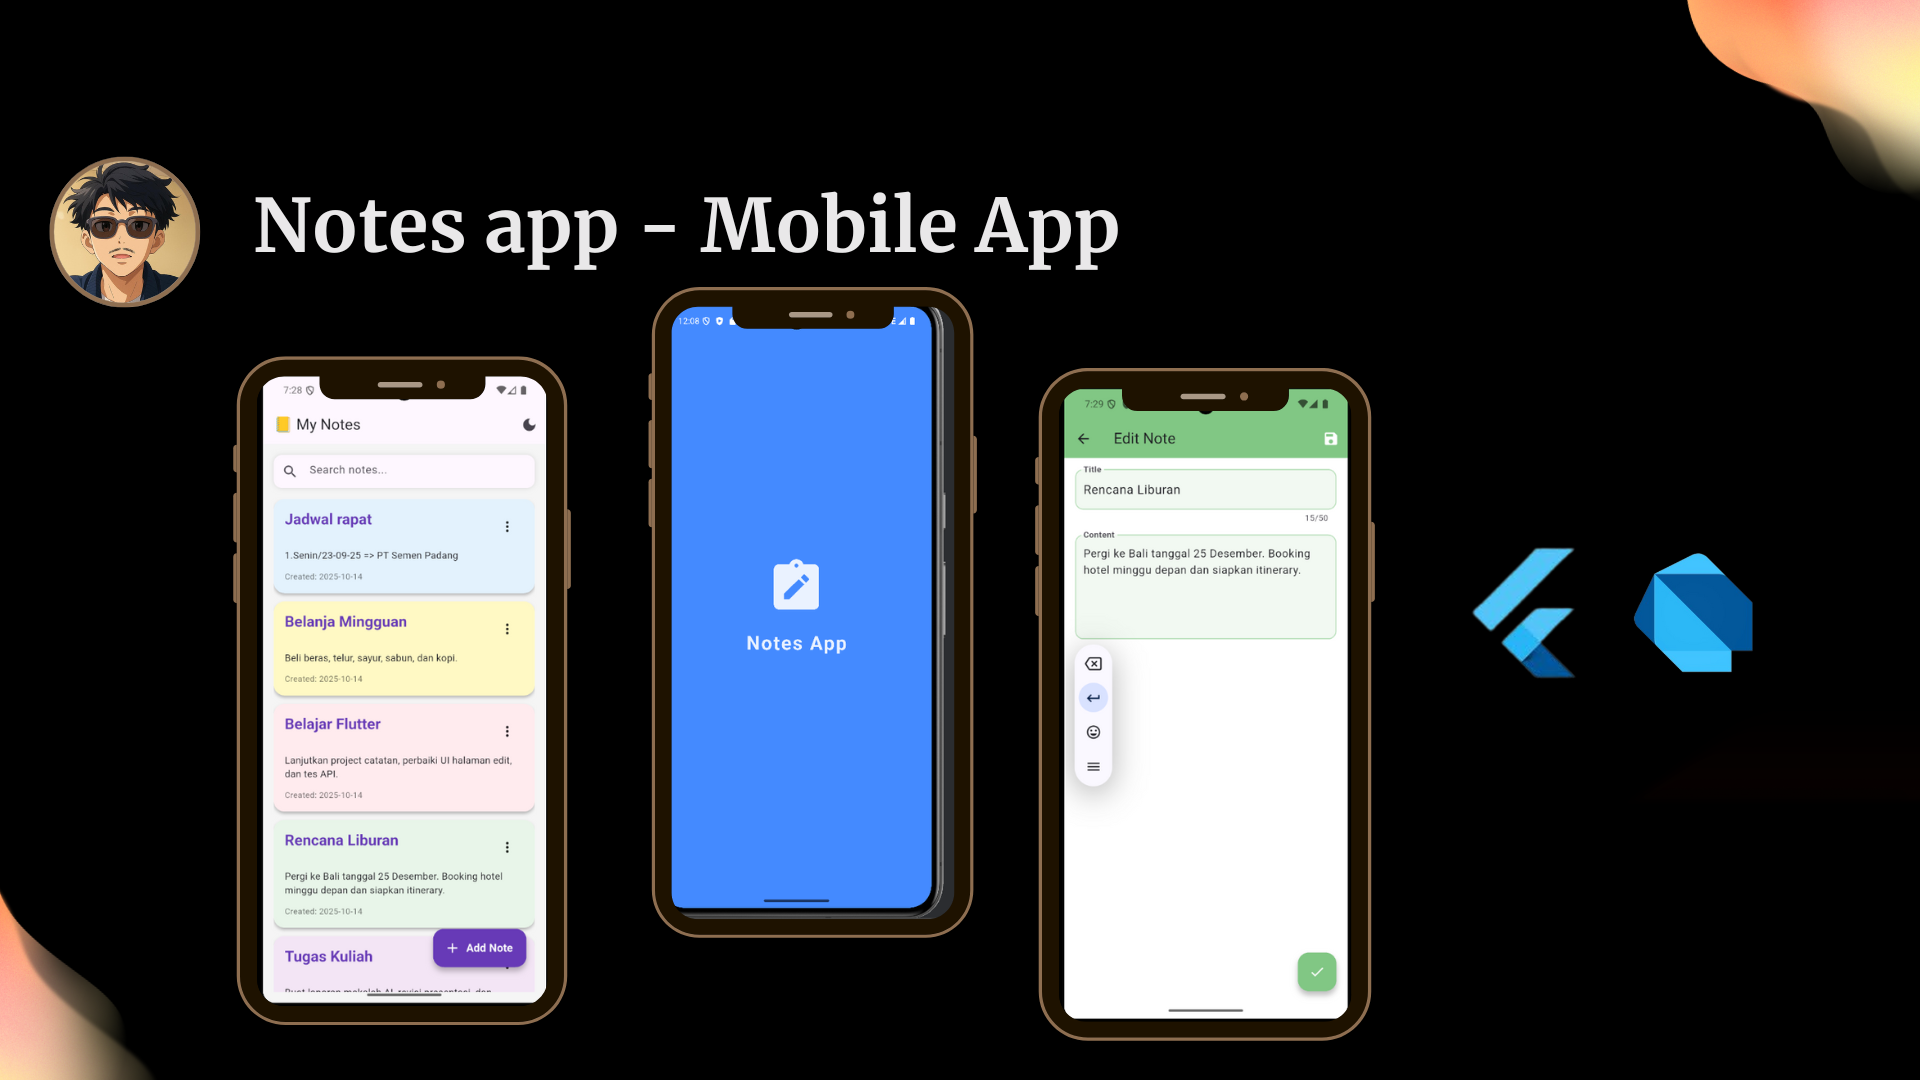 Notes app - Mobile App
7:28
📒 My Notes
Search notes...
Jadwal rapat
1.Senin/23-09-25 => PT Semen Padang
Created: 2025-10-14
Belanja Mingguan
Beli beras, telur, sayur, sabun, dan kopi.
Created: 2025-10-14
Belajar Flutter
Lanjutkan project catatan, perbaiki UI halaman edit,
dan tes API.
Created: 2025-10-14
Rencana Liburan
Pergi ke Bali tanggal 25 Desember. Booking hotel
minggu depan dan siapkan itinerary.
Created: 2025-10-14
Tugas Kuliah
+ Add Note
12:08
Notes App
7:29
Edit Note
Title
Rencana Liburan
15/50
Content
Pergi ke Bali tanggal 25 Desember. Booking
hotel minggu depan dan siapkan itinerary.